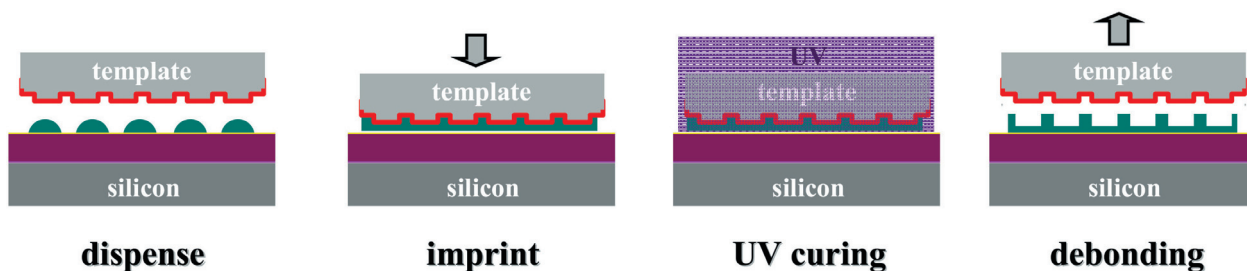 template
silicon
dispense
template
silicon
imprint
UV
template
silicon
UV curing
template
silicon
debonding